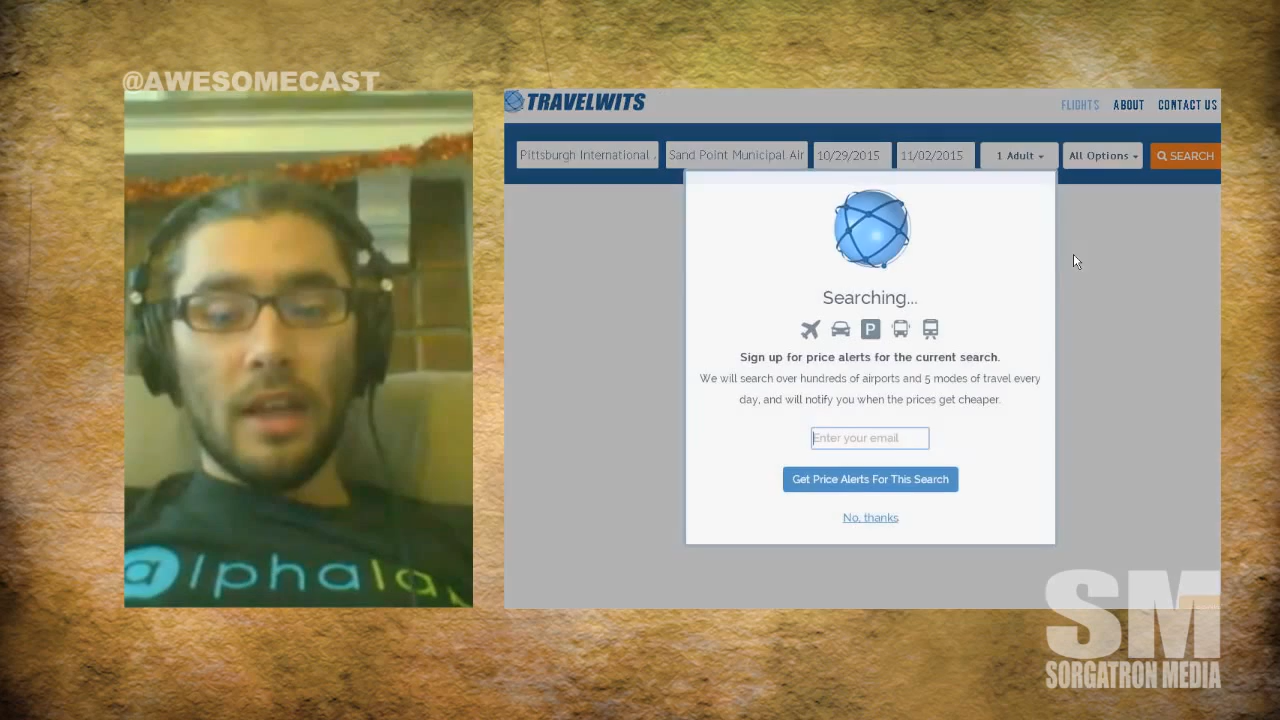 @AWESOMECAST
TRAVELWITS
FLIGHTS ABOUT CONTACT US
Pittsburgh International Sand Point Municipal Air 10/29/2015 11/02/2015 1 Adult All Options SEARCH
Searching...
P
Sign up for price alerts for the current search.
We will search over hundreds of airports and 5 modes of travel every
day, and will notify you when the prices get cheaper.
Enter your email
Get Price Alerts For This Search
No, thanks
alphala
SM
SORGATRON MEDIA